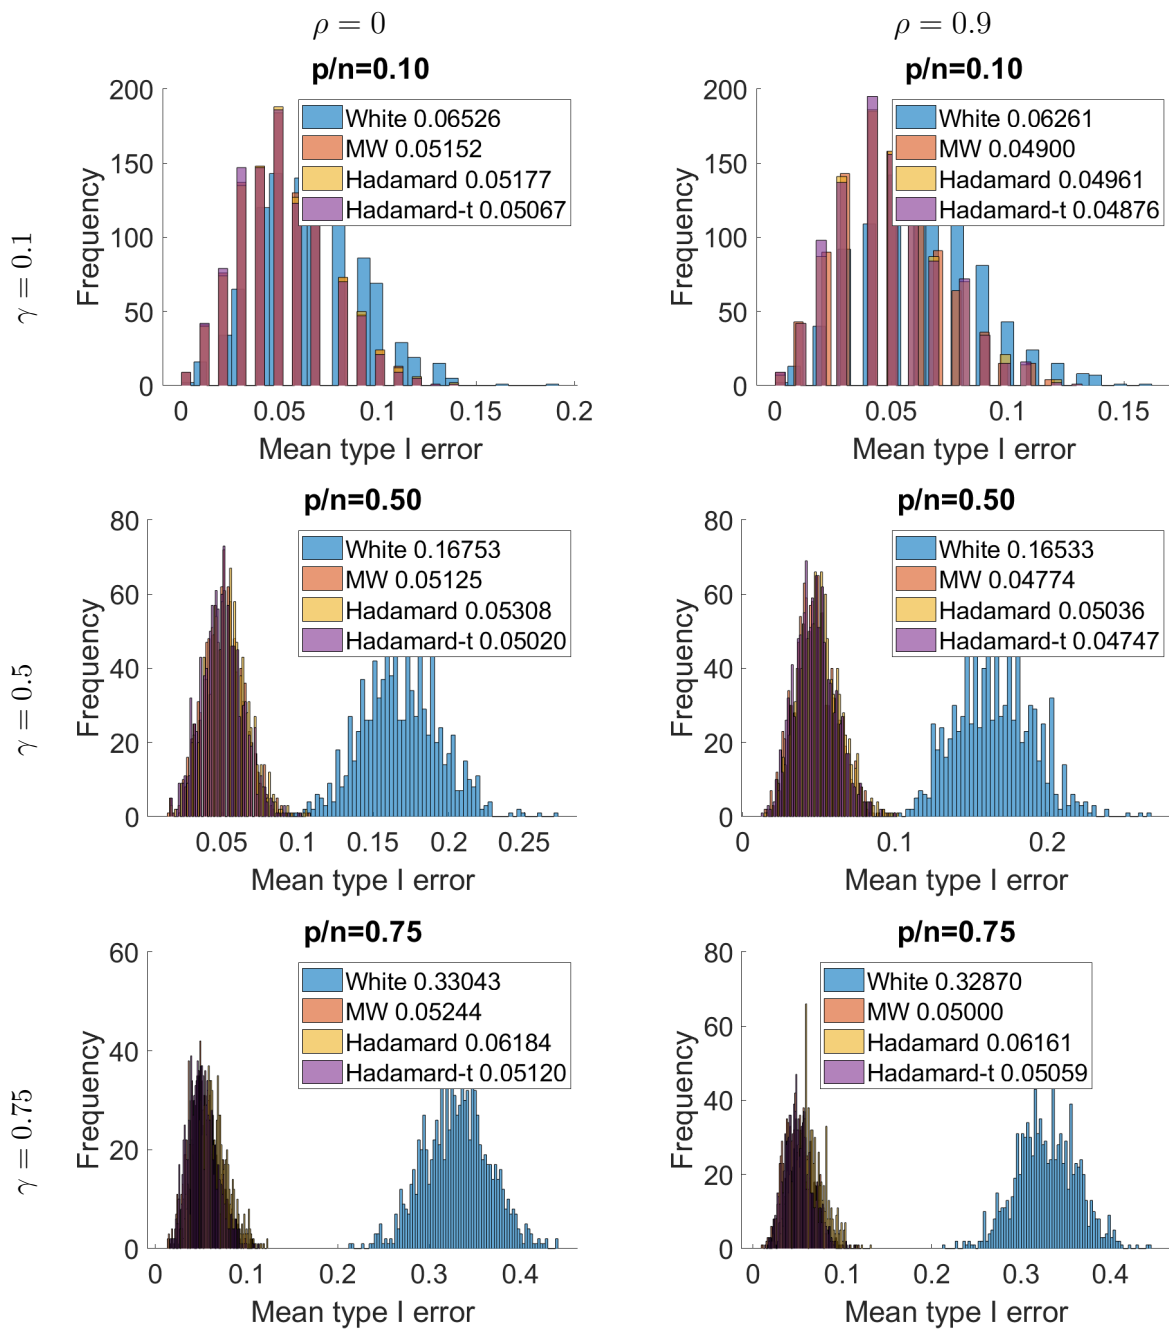 ρ = 0
ρ = 0.9
γ = 0.1
p/n=0.10
200
150
100
50
0
Frequency
White 0.06526
MW 0.05152
Hadamard 0.05177
Hadamard-t 0.05067
0 0.05 0.1 0.15 0.2
Mean type I error
p/n=0.10
200
150
100
50
0
Frequency
White 0.06261
MW 0.04900
Hadamard 0.04961
Hadamard-t 0.04876
0 0.05 0.1 0.15
Mean type I error
γ = 0.5
p/n=0.50
80
60
40
20
0
Frequency
White 0.16753
MW 0.05125
Hadamard 0.05308
Hadamard-t 0.05020
0.05 0.1 0.15 0.2 0.25
Mean type I error
p/n=0.50
80
60
40
20
0
Frequency
White 0.16533
MW 0.04774
Hadamard 0.05036
Hadamard-t 0.04747
0 0.1 0.2
Mean type I error
γ = 0.75
p/n=0.75
60
40
20
0
Frequency
White 0.33043
MW 0.05244
Hadamard 0.06184
Hadamard-t 0.05120
0 0.1 0.2 0.3 0.4
Mean type I error
p/n=0.75
80
60
40
20
0
Frequency
White 0.32870
MW 0.05000
Hadamard 0.06161
Hadamard-t 0.05059
0 0.1 0.2 0.3 0.4
Mean type I error